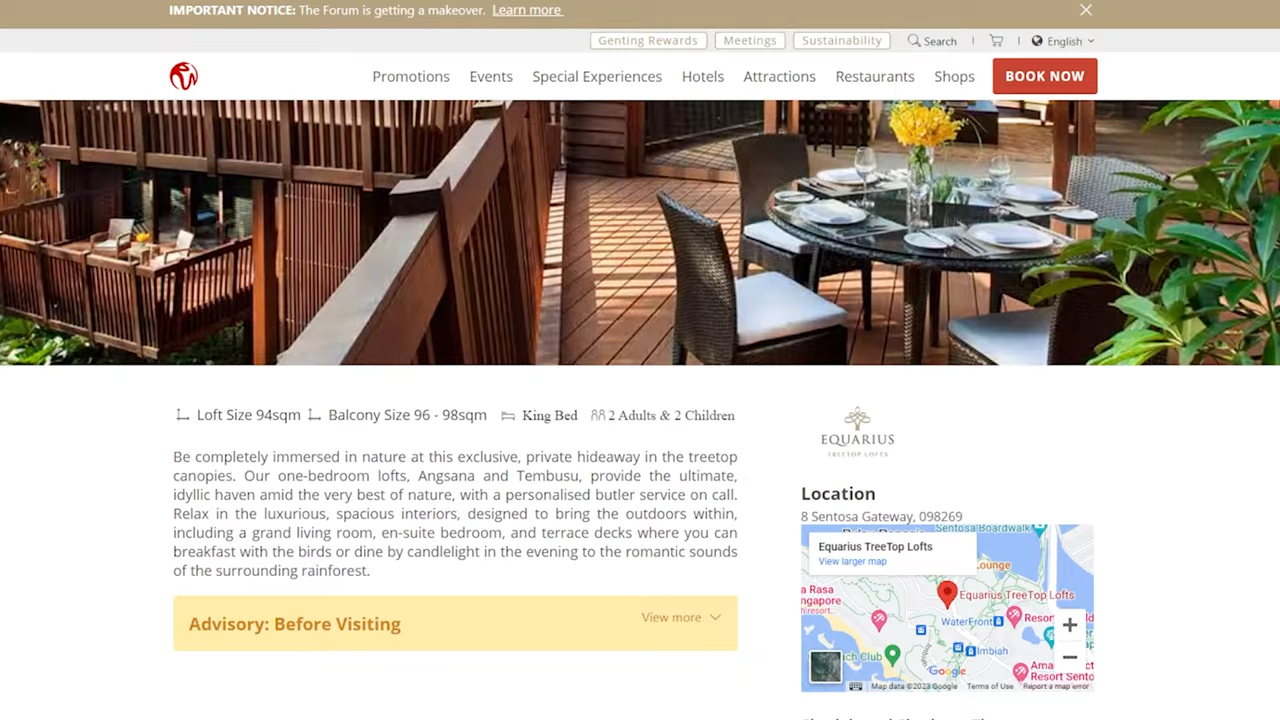 IMPORTANT NOTICE: The Forum is getting a makeover. Learn more
Genting Rewards
Meetings
Sustainability
Search
English
Promotions
Events
Special Experiences
Hotels
Attractions
Restaurants
Shops
BOOK NOW
Loft Size 94sqm
Balcony Size 96 - 98sqm
King Bed
2 Adults & 2 Children
Be completely immersed in nature at this exclusive, private hideaway in the treetop
canopies. Our one-bedroom lofts, Angsana and Tembusu, provide the ultimate,
idyllic haven amid the very best of nature, with a personalised butler service on call.
Relax in the luxurious, spacious interiors, designed to bring the outdoors within,
including a grand living room, en-suite bedroom, and terrace decks where you can
breakfast with the birds or dine by candlelight in the evening to the romantic sounds
of the surrounding rainforest.
Advisory: Before Visiting
View more
EQUARIUS
TREETOP LOFTS
Location
8 Sentosa Gateway, 098269
Sentosa Boardwalk
Equarius TreeTop Lofts
View larger map
Equarius TreeTop Lofts
WaterFront
Imbiah
Google
Resort Sento
Map data ©2023 Google
Terms of Use
Report a map error